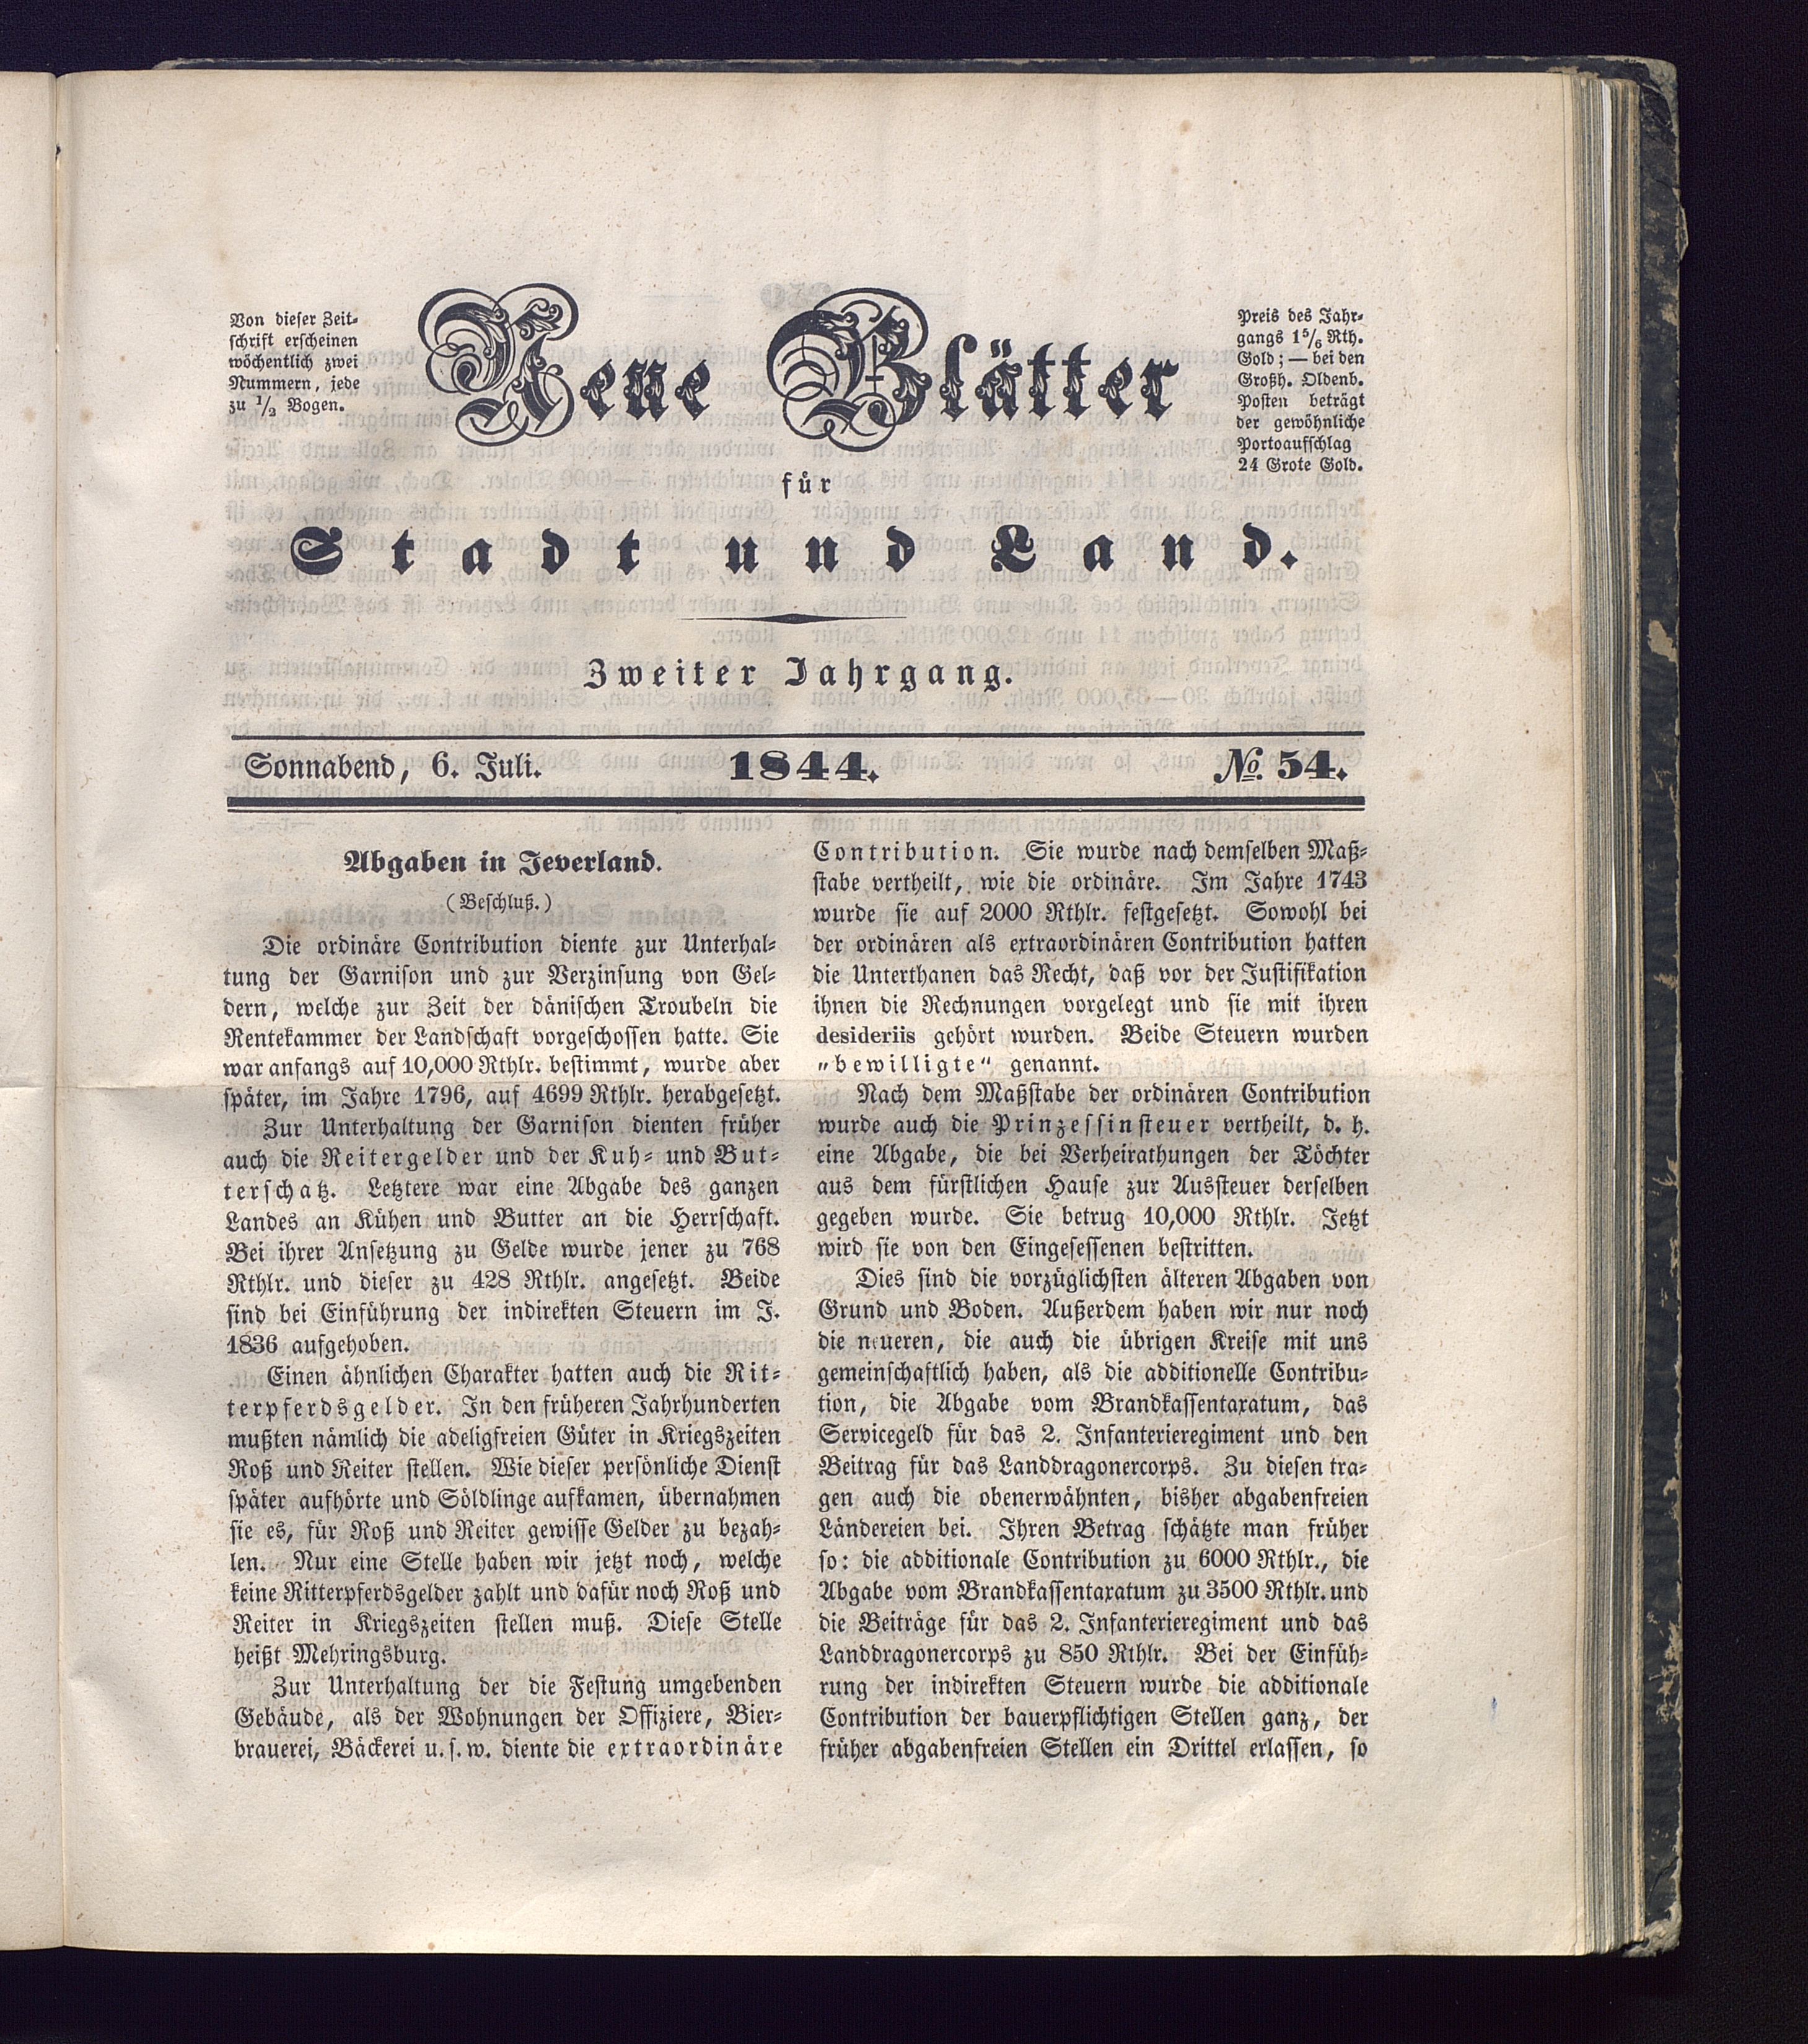 Von dieser Zeit-
schrift erscheinen
wöchentlich zwei
Nummern, jede
zu 1/2 Bogen.
Neue Blätter
für
Stadt und Land.
Preis des Jahr-
gangs 1 5/6 Rth.
Gold; — bei den
Großh. Oldenb.
Posten beträgt
der gewöhnliche
Portoaufschlag
24 Grote Gold.
Zweiter Jahrgang.
Sonnabend, 6. Juli. 1844. № 54.
Abgaben in Jeverland.
(Beschluß.)
Die ordinäre Contribution diente zur Unterhal-
tung der Garnison und zur Verzinsung von Gel-
dern, welche zur Zeit der dänischen Troubeln die
Rentekammer der Landschaft vorgeschossen hatte. Sie
war anfangs auf 10,000 Rthlr. bestimmt, wurde aber
später, im Jahre 1796, auf 4699 Rthlr. herabgesetzt.
Zur Unterhaltung der Garnison dienten früher
auch die Reitergelder und der Kuh- und But-
terschatz. Letztere war eine Abgabe des ganzen
Landes an Kühen und Butter an die Herrschaft.
Bei ihrer Ansetzung zu Gelde wurde jener zu 768
Rthlr. und dieser zu 428 Rthlr. angesetzt. Beide
sind bei Einführung der indirekten Steuern im J.
1836 aufgehoben.
Einen ähnlichen Charakter hatten auch die Rit-
terpferdsgelder. In den früheren Jahrhunderten
mußten nämlich die adeligfreien Güter in Kriegszeiten
Roß und Reiter stellen. Wie dieser persönliche Dienst
später aufhörte und Söldlinge aufkamen, übernahmen
sie es, für Roß und Reiter gewisse Gelder zu bezah-
len. Nur eine Stelle haben wir jetzt noch, welche
keine Ritterpferdsgelder zahlt und dafür noch Roß und
Reiter in Kriegszeiten stellen muß. Diese Stelle
heißt Mehringsburg.
Zur Unterhaltung der die Festung umgebenden
Gebäude, als der Wohnungen der Offiziere, Bier-
brauerei, Bäckerei u. s. w. diente die extraordinäre
Contribution. Sie wurde nach demselben Maß-
stabe vertheilt, wie die ordinäre. Im Jahre 1743
wurde sie auf 2000 Rthlr. festgesetzt. Sowohl bei
der ordinären als extraordinären Contribution hatten
die Unterthanen das Recht, daß vor der Justifikation
ihnen die Rechnungen vorgelegt und sie mit ihren
desideriis gehört wurden. Beide Steuern wurden
„bewilligte“ genannt.
Nach dem Maßstabe der ordinären Contribution
wurde auch die Prinzessinsteuer vertheilt, d. h.
eine Abgabe, die bei Verheirathungen der Töchter
aus dem fürstlichen Hause zur Aussteuer derselben
gegeben wurde. Sie betrug 10,000 Rthlr. Jetzt
wird sie von den Eingesessenen bestritten.
Dies sind die vorzüglichsten älteren Abgaben von
Grund und Boden. Außerdem haben wir nur noch
die neueren, die auch die übrigen Kreise mit uns
gemeinschaftlich haben, als die additionelle Contribu-
tion, die Abgabe vom Brandkassentaxatum, das
Servicegeld für das 2. Infanterieregiment und den
Beitrag für das Landdragonercorps. Zu diesen tra-
gen auch die obenerwähnten, bisher abgabenfreien
Ländereien bei. Ihren Betrag schätzte man früher
so: die additionale Contribution zu 6000 Rthlr., die
Abgabe vom Brandkassentaxatum zu 3500 Rthlr. und
die Beiträge für das 2. Infanterieregiment und das
Landdragonercorps zu 850 Rthlr. Bei der Einfüh-
rung der indirekten Steuern wurde die additionale
Contribution der bauerpflichtigen Stellen ganz, der
früher abgabenfreien Stellen ein Drittel erlassen, so